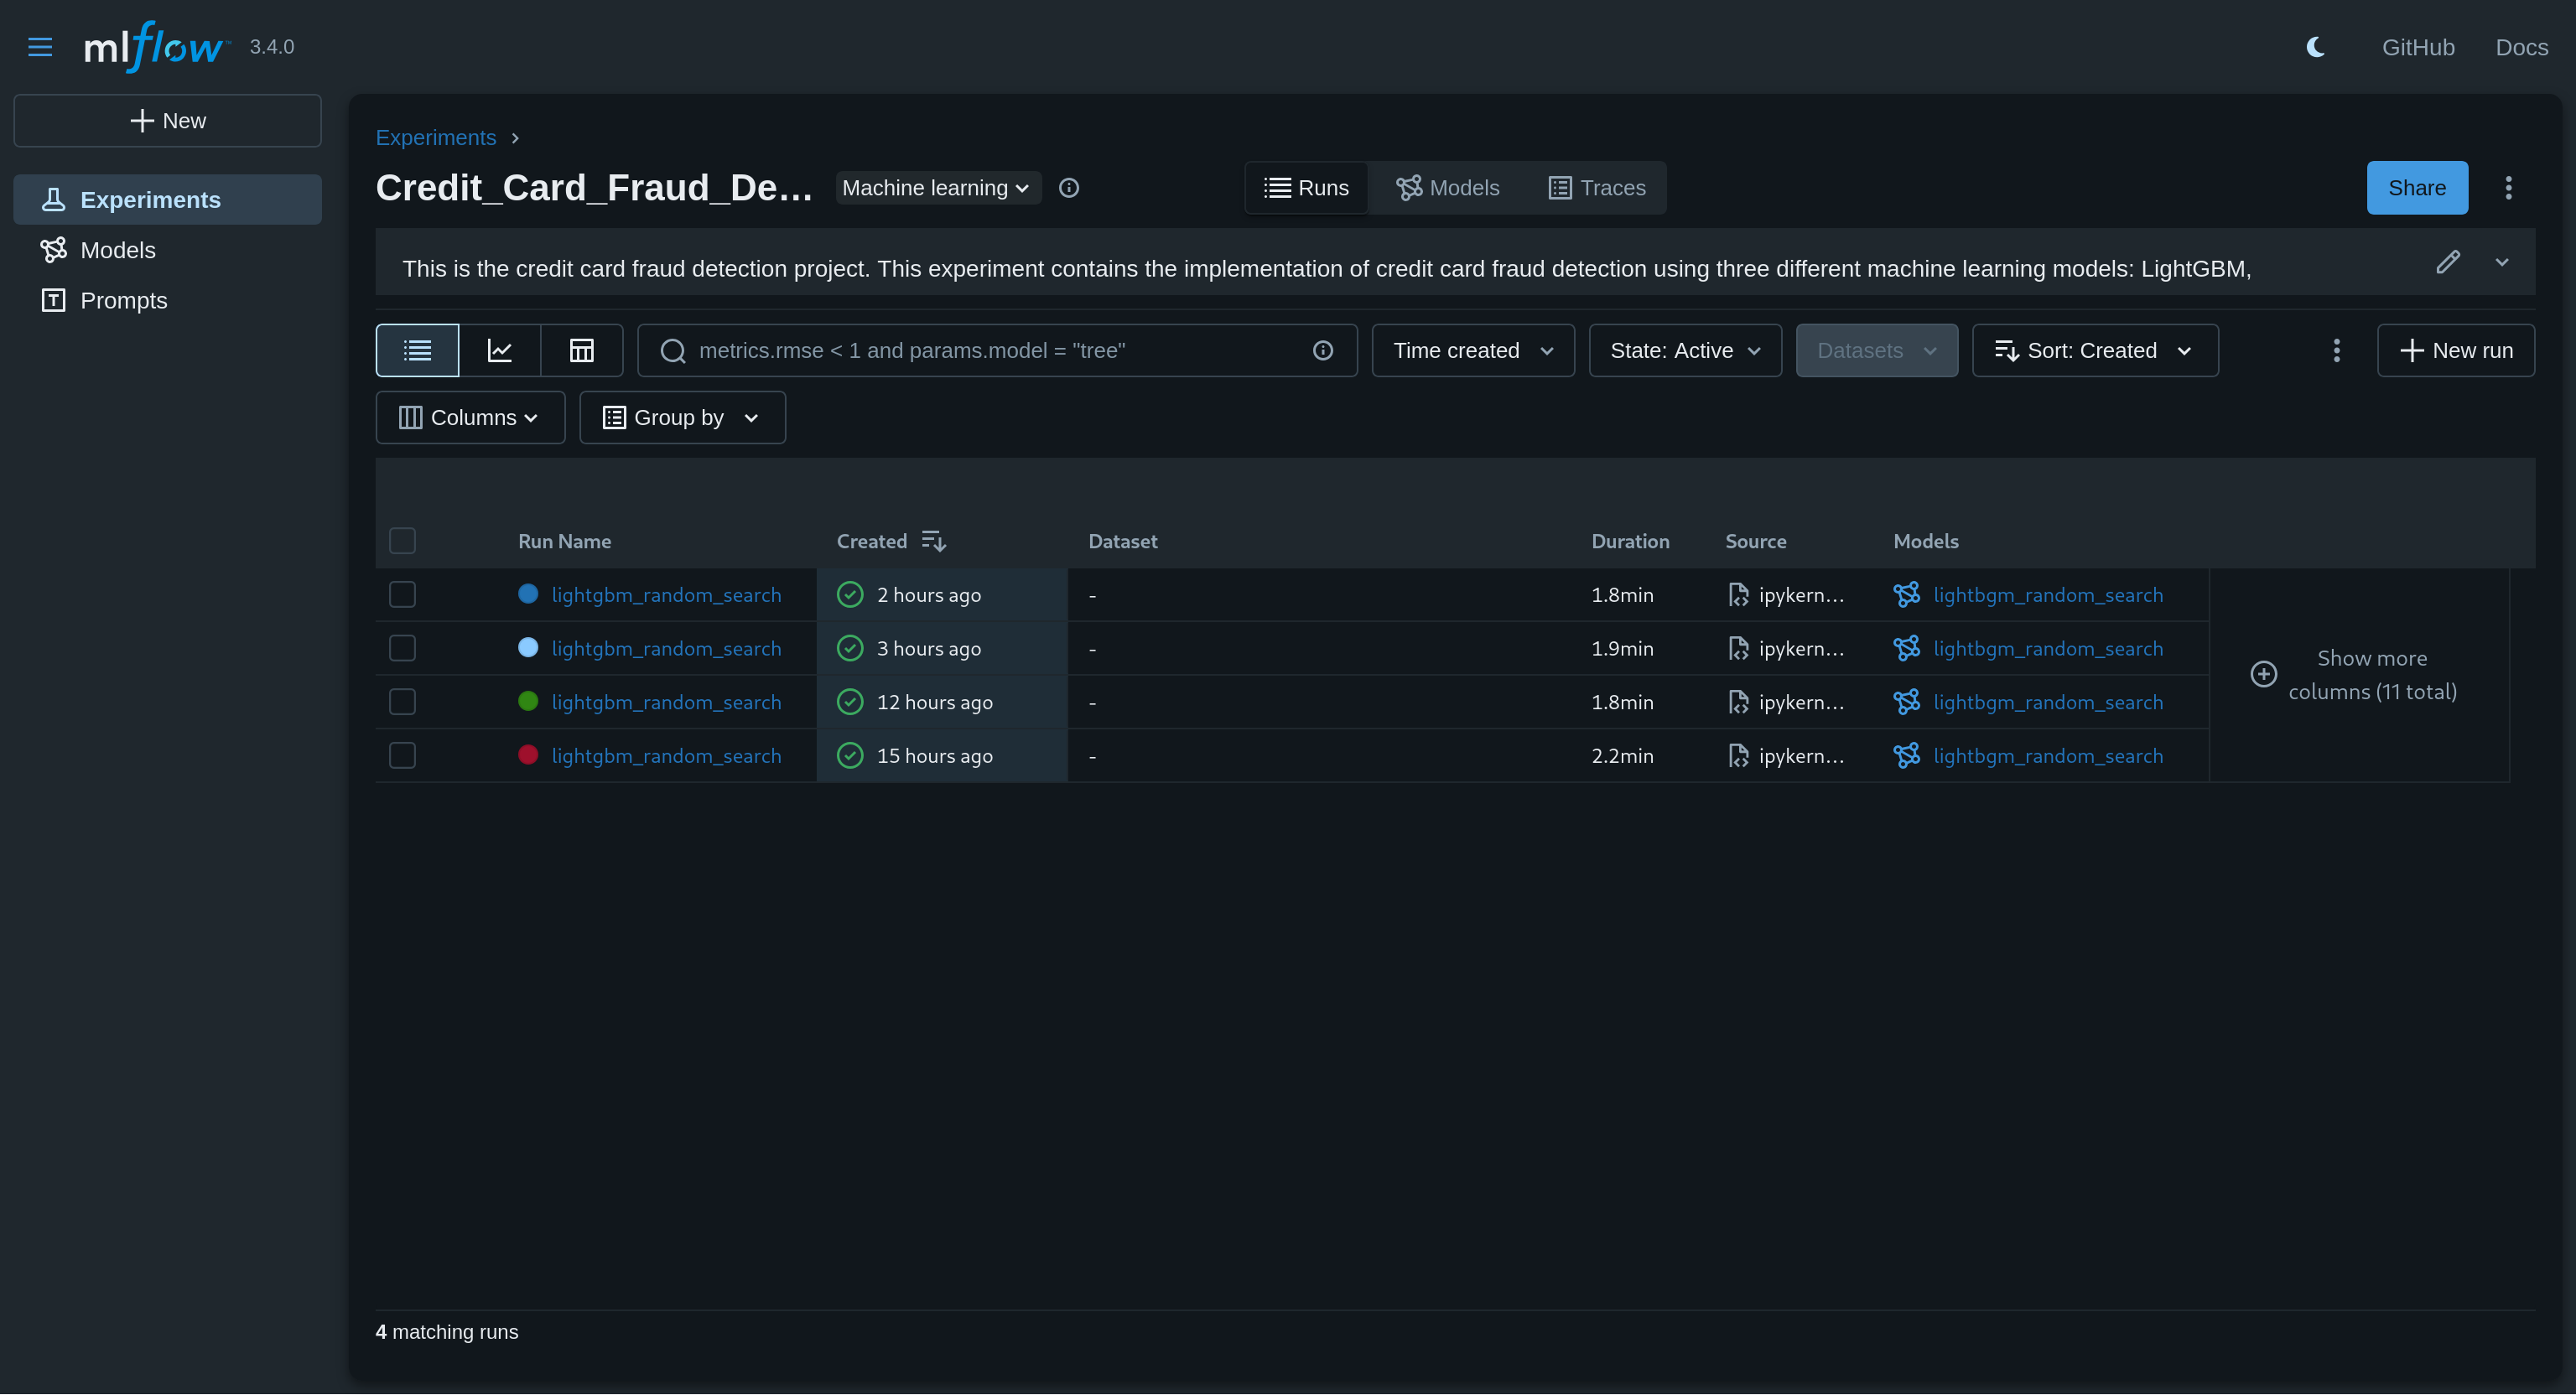 mlflow™ 3.4.0
GitHub Docs
New
Experiments
Models
Prompts
Experiments
Credit_Card_Fraud_De... Machine learning
Runs Models Traces
Share
This is the credit card fraud detection project. This experiment contains the implementation of credit card fraud detection using three different machine learning models: LightGBM,
metrics.rmse < 1 and params.model = "tree" Time created State: Active Datasets Sort: Created New run
Columns Group by
Run Name Created Dataset Duration Source Models
lightgbm_random_search 2 hours ago - 1.8min ipykern... lightbgm_random_search
lightgbm_random_search 3 hours ago - 1.9min ipykern... lightbgm_random_search
lightgbm_random_search 12 hours ago - 1.8min ipykern... lightbgm_random_search
lightgbm_random_search 15 hours ago - 2.2min ipykern... lightbgm_random_search
Show more
columns (11 total)
4 matching runs